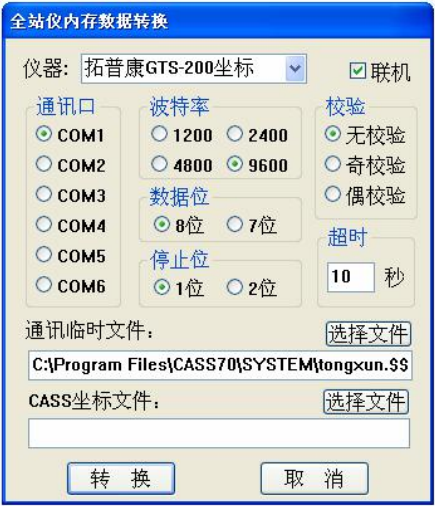 全站仪内存数据转换
仪器: 拓普康GTS-200坐标 联机
通讯口 波特率 校验
COM1 1200 2400 无校验
COM2 4800 9600 奇校验
COM3 数据位 偶校验
COM4 8位 7位 超时
COM5 停止位 10 秒
COM6 1位 2位
通讯临时文件: 选择文件
C:\Program Files\CASS70\SYSTEM\tongxun.$$
CASS坐标文件: 选择文件
转 换 取 消